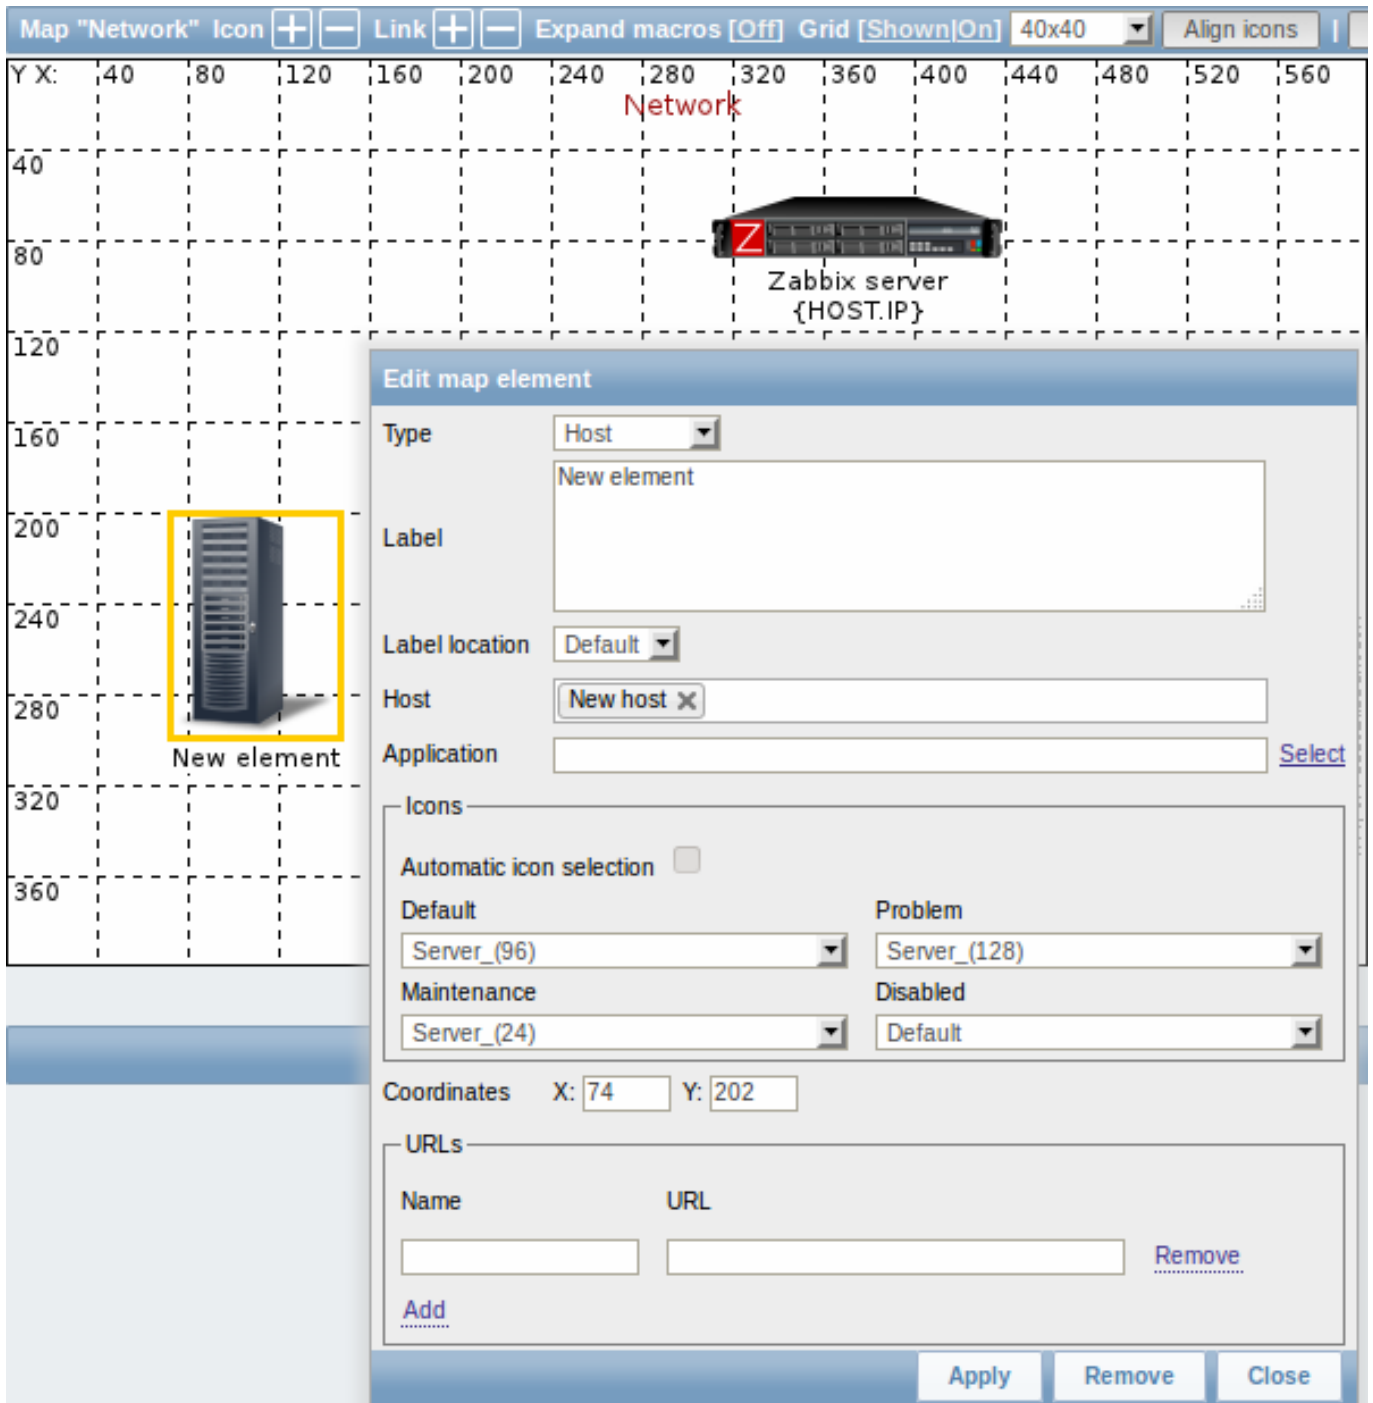 Map "Network" Icon + − Link + − Expand macros [Off] Grid [Shown|On] 40x40 Align icons |
Y X: 40 80 120 160 200 240 280 320 360 400 440 480 520 560
Network
40
80
Z
Zabbix server
{HOST.IP}
120
Edit map element
Type Host
160
New element
200
Label
240
Label location Default
280
Host New host
New element
Application Select
320
Icons
Automatic icon selection
360
Default Problem
Server_(96) Server_(128)
Maintenance Disabled
Server_(24) Default
Coordinates X: 74 Y: 202
URLs
Name URL
Remove
Add
Apply Remove Close